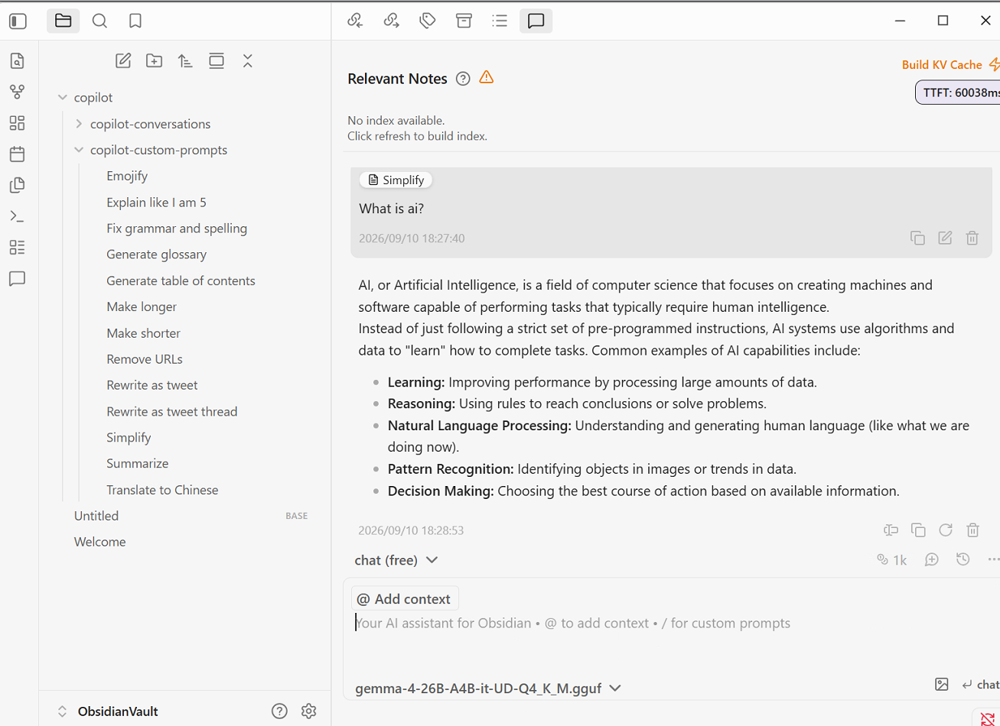 Build KV Cache
Relevant Notes
TTFT: 60038ms
No index available.
Click refresh to build index.
copilot
copilot-conversations
copilot-custom-prompts
Emojify
Explain like I am 5
Fix grammar and spelling
Generate glossary
Generate table of contents
Make longer
Make shorter
Remove URLs
Rewrite as tweet
Rewrite as tweet thread
Simplify
Summarize
Translate to Chinese
Untitled BASE
Welcome
ObsidianVault
Simplify
What is ai?
2026/09/10 18:27:40
AI, or Artificial Intelligence, is a field of computer science that focuses on creating machines and
software capable of performing tasks that typically require human intelligence.
Instead of just following a strict set of pre-programmed instructions, AI systems use algorithms and
data to "learn" how to complete tasks. Common examples of AI capabilities include:
Learning: Improving performance by processing large amounts of data.
Reasoning: Using rules to reach conclusions or solve problems.
Natural Language Processing: Understanding and generating human language (like what we are
doing now).
Pattern Recognition: Identifying objects in images or trends in data.
Decision Making: Choosing the best course of action based on available information.
2026/09/10 18:28:53
chat (free) 1k
@ Add context
Your AI assistant for Obsidian • @ to add context • / for custom prompts
gemma-4-26B-A4B-it-UD-Q4_K_M.gguf
chat